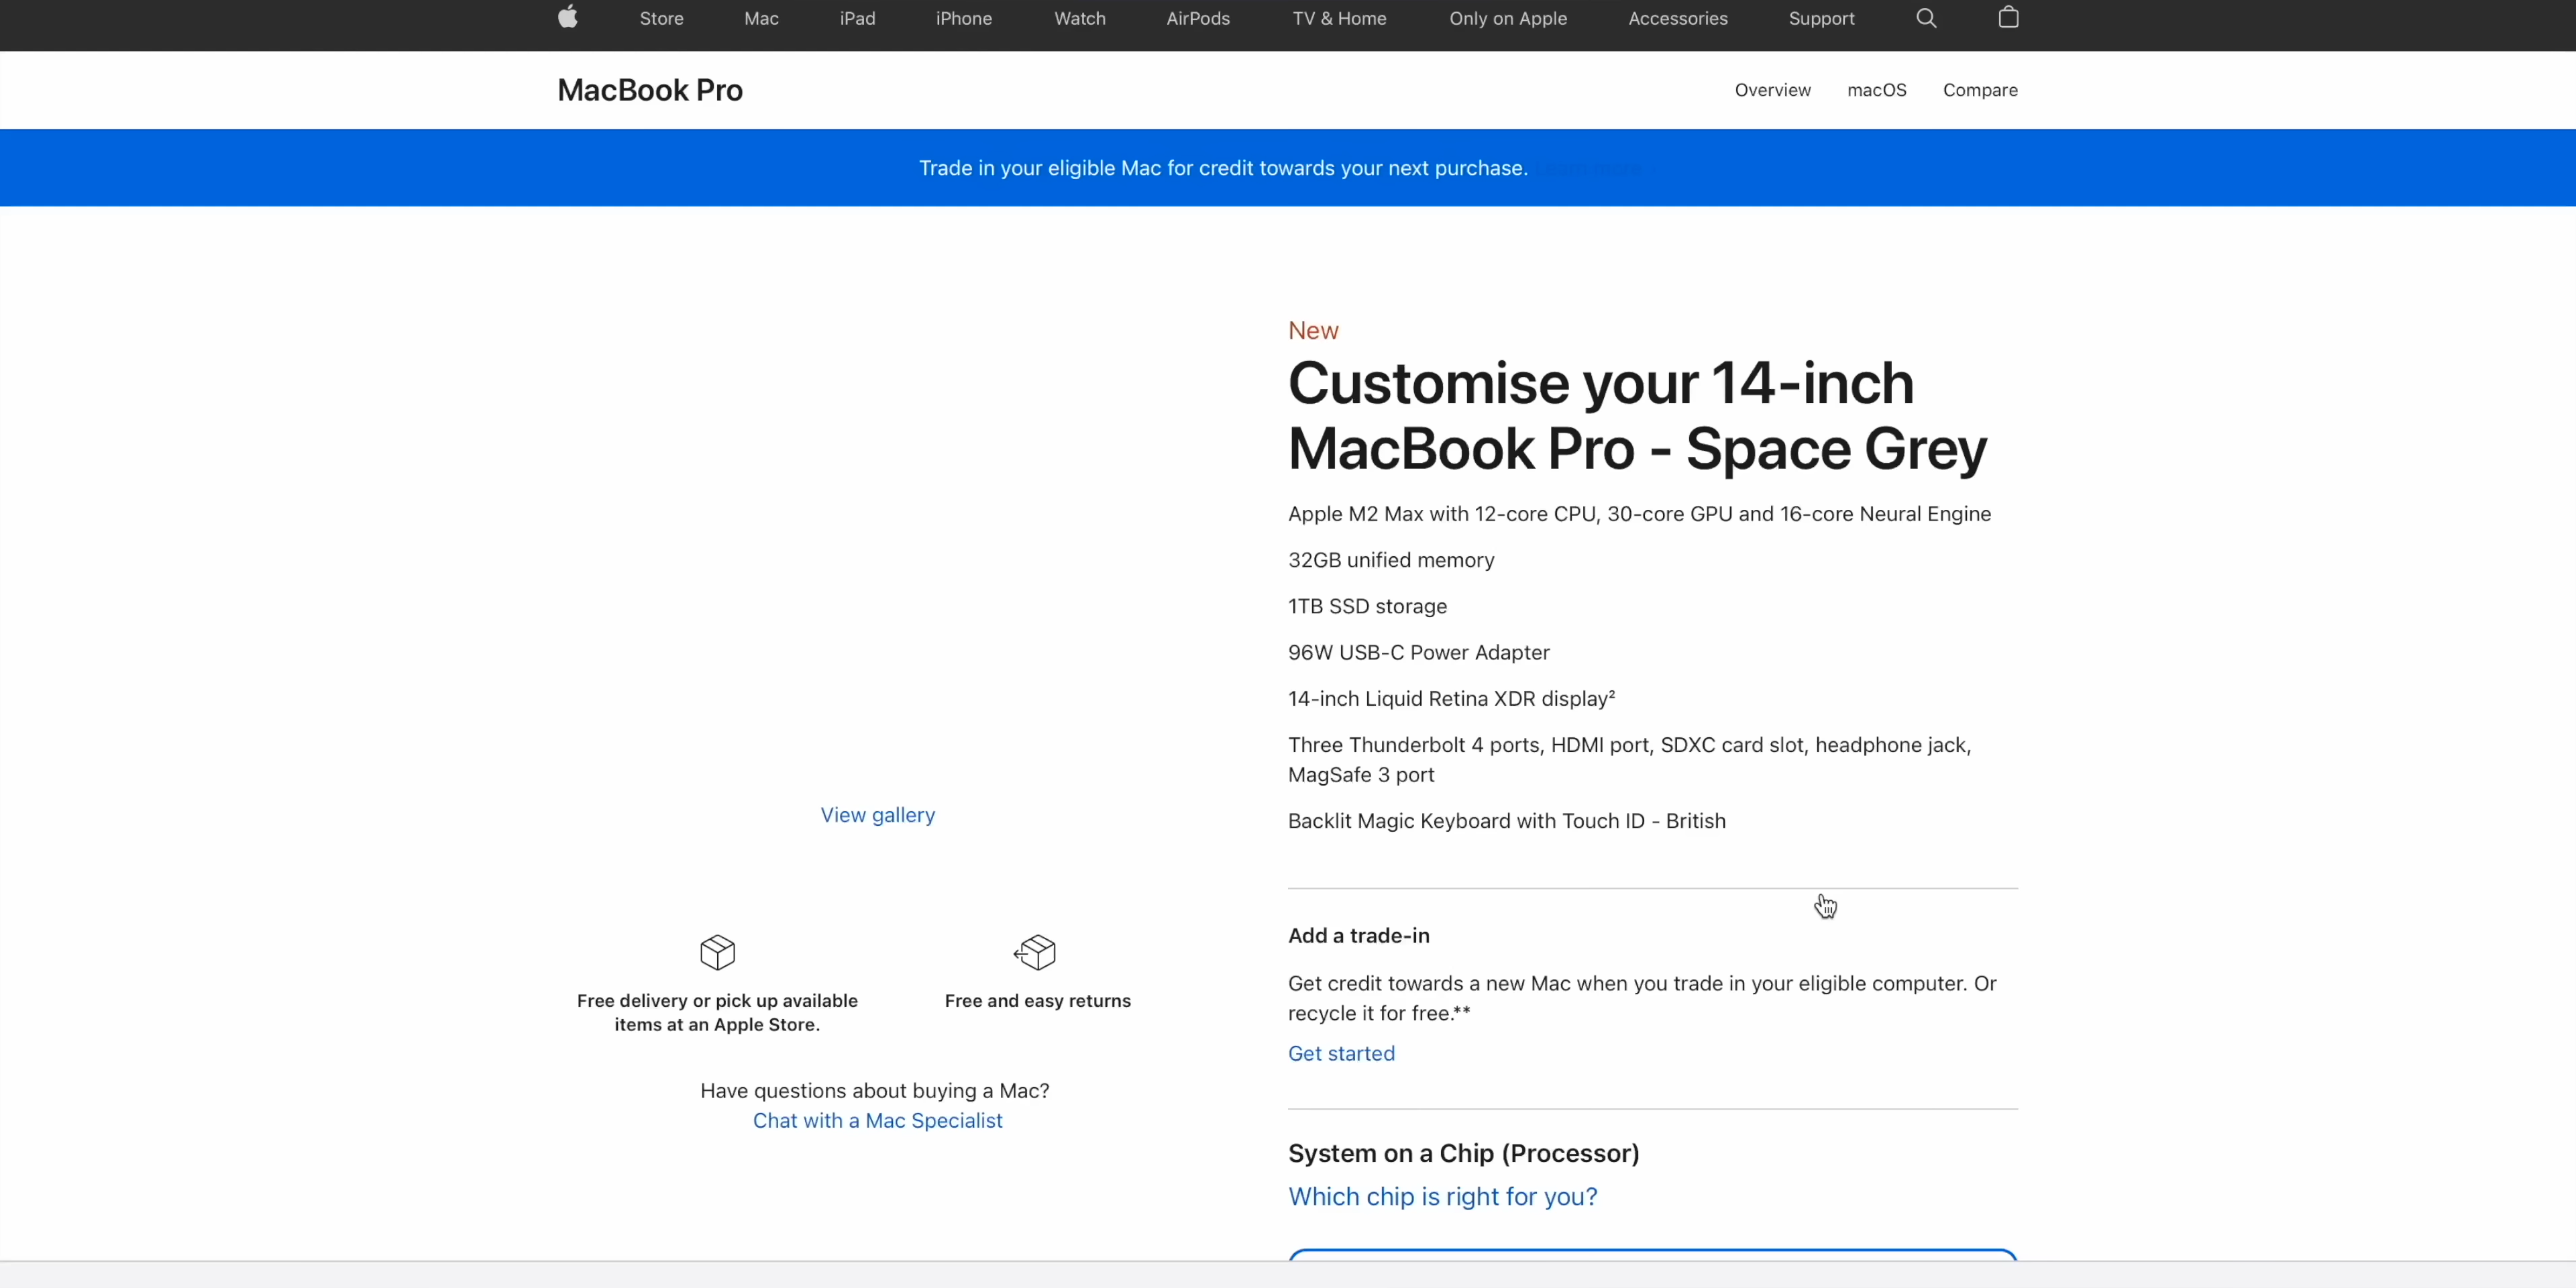 Store Mac iPad iPhone Watch AirPods TV & Home Only on Apple Accessories Support
MacBook Pro
Overview macOS Compare
Trade in your eligible Mac for credit towards your next purchase.
New
Customise your 14-inch
MacBook Pro - Space Grey
Apple M2 Max with 12-core CPU, 30-core GPU and 16-core Neural Engine
32GB unified memory
1TB SSD storage
96W USB-C Power Adapter
14-inch Liquid Retina XDR display²
Three Thunderbolt 4 ports, HDMI port, SDXC card slot, headphone jack,
MagSafe 3 port
Backlit Magic Keyboard with Touch ID - British
View gallery
Free delivery or pick up available
items at an Apple Store.
Free and easy returns
Have questions about buying a Mac?
Chat with a Mac Specialist
Add a trade-in
Get credit towards a new Mac when you trade in your eligible computer. Or
recycle it for free.**
Get started
System on a Chip (Processor)
Which chip is right for you?